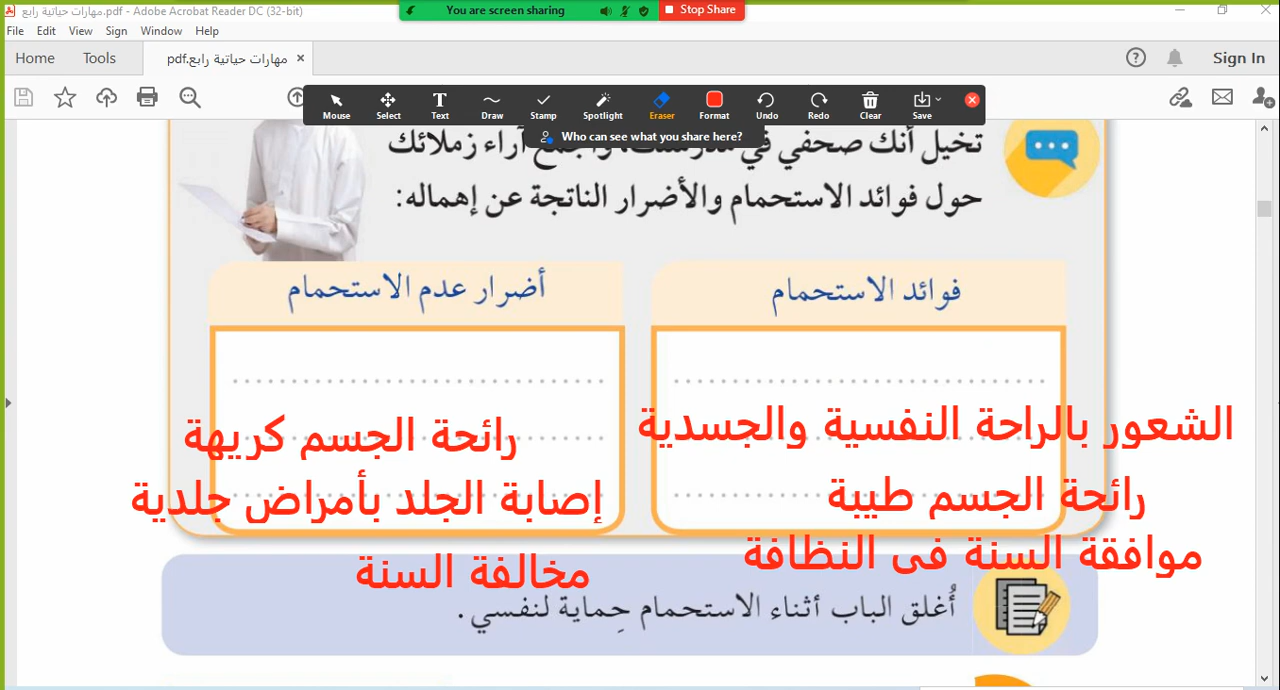 مهارات حياتية رابع.pdf - Adobe Acrobat Reader DC (32-bit)
You are screen sharing
Stop Share
File Edit View Sign Window Help
Home Tools
مهارات حياتية رابع.pdf ×
Sign In
Mouse Select Text Draw Stamp Spotlight Eraser Format Undo Redo Clear Save
Who can see what you share here?
تخيل أنك صحفي في آراء زملائك
حول فوائد الاستحمام والأضرار الناتجة عن إهماله:
فوائد الاستحمام
أضرار عدم الاستحمام
الشعور بالراحة النفسية والجسدية
رائحة الجسم طيبة
موافقة السنة فى النظافة
رائحة الجسم كريهة
إصابة الجلد بأمراض جلدية
مخالفة السنة
أُغلق الباب أثناء الاستحمام حِماية لنفسي.